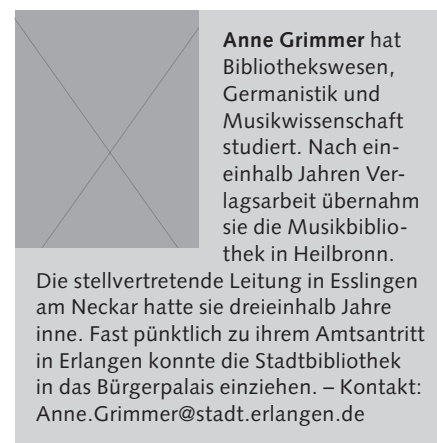 Anne Grimmer hat
Bibliothekswesen,
Germanistik und
Musikwissenschaft
studiert. Nach ein-
einhalb Jahren Ver-
lagsarbeit übernahm
sie die Musikbiblio-
thek in Heilbronn.
Die stellvertretende Leitung in Esslingen
am Neckar hatte sie dreieinhalb Jahre
inne. Fast pünktlich zu ihrem Amtsantritt
in Erlangen konnte die Stadtbibliothek
in das Bürgerpalais einziehen. – Kontakt:
Anne.Grimmer@stadt.erlangen.de